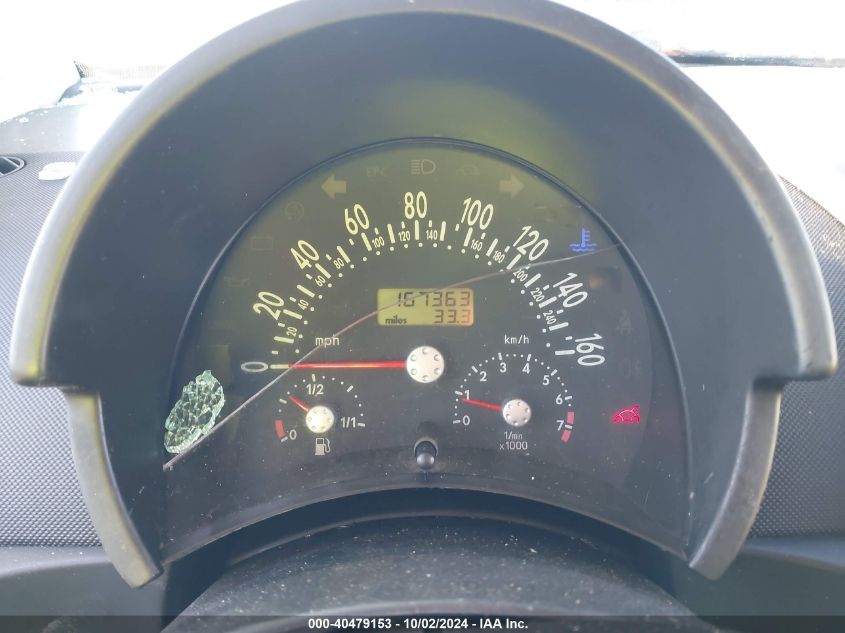 EPC
20 40 60 80 100 120 140 160
20 40 60 80 100 120 140 160 180 200 220 240
167363
miles 33.3
mph
km/h
0
1/2
0 1/1
0 1 2 3 4 5 6 7
1/min
x1000
000-40479153 - 10/02/2024 - IAA Inc.